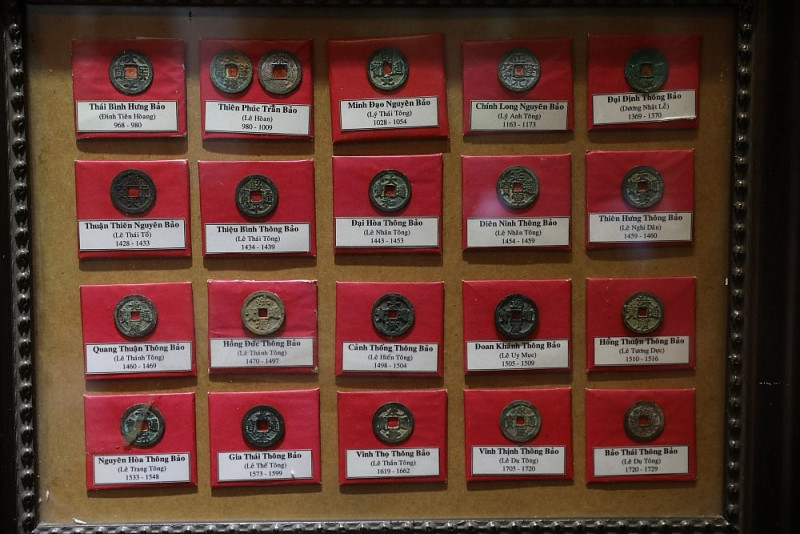 Thái Bình Hưng Bảo
(Đinh Tiên Hoàng)
968 - 980
Thiên Phúc Trấn Bảo
(Lê Hòan)
980 - 1009
Minh Đạo Nguyên Bảo
(Lý Thái Tông)
1028 - 1054
Chính Long Nguyên Bảo
(Lý Anh Tông)
1163 - 1173
Đại Định Thông Bảo
(Dương Nhật Lễ)
1369 - 1370
Thuận Thiên Nguyên Bảo
(Lê Thái Tổ)
1428 - 1433
Thiệu Bình Thông Bảo
(Lê Thái Tông)
1434 - 1439
Đại Hòa Thông Bảo
(Lê Nhân Tông)
1443 - 1453
Diên Ninh Thông Bảo
(Lê Nhân Tông)
1454 - 1459
Thiên Hưng Thông Bảo
(Lê Nghi Dân)
1459 - 1460
Quang Thuận Thông Bảo
(Lê Thánh Tông)
1460 - 1469
Hồng Đức Thông Bảo
(Lê Thánh Tông)
1470 - 1497
Cảnh Thống Thông Bảo
(Lê Hiến Tông)
1498 - 1504
Đoan Khánh Thông Bảo
(Lê Uy Mục)
1505 - 1509
Hồng Thuận Thông Bảo
(Lê Tương Dực)
1510 - 1516
Nguyên Hòa Thông Bảo
(Lê Trang Tông)
1533 - 1548
Gia Thái Thông Bảo
(Lê Thế Tông)
1573 - 1599
Vĩnh Thọ Thông Bảo
(Lê Thần Tông)
1619 - 1662
Vĩnh Thịnh Thông Bảo
(Lê Dụ Tông)
1705 - 1720
Bảo Thái Thông Bảo
(Lê Dụ Tông)
1720 - 1729